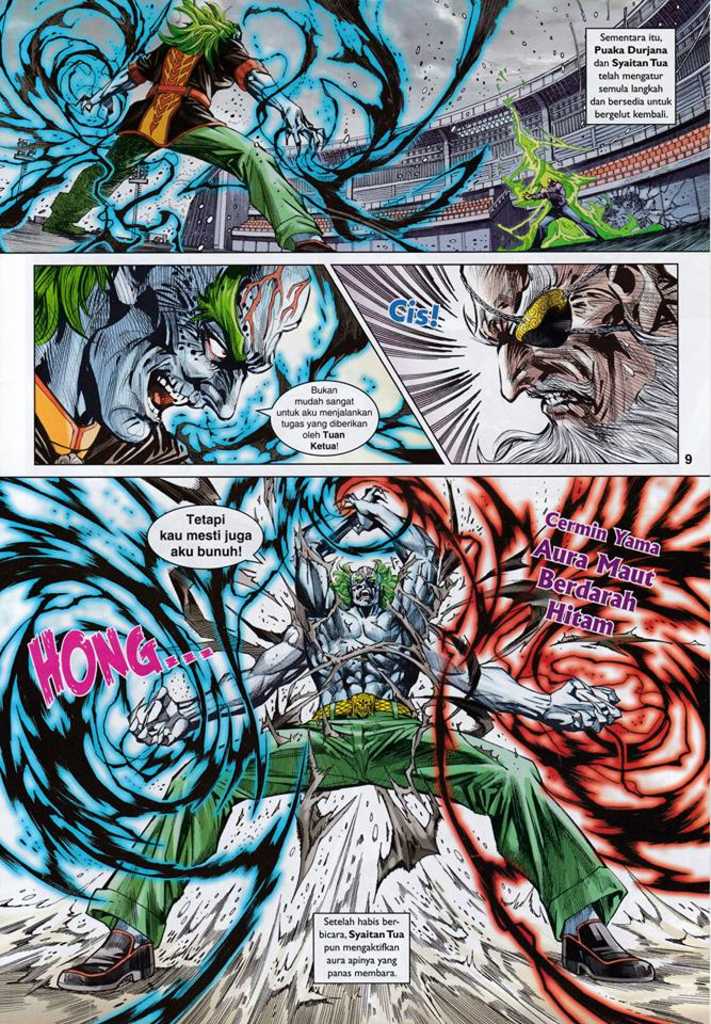 Sementara itu,
Puaka Durjana
dan Syaitan Tua
telah mengatur
semula langkah
dan bersedia untuk
bergelut kembali.
Bukan
mudah sangat
untuk aku menjalankan
tugas yang diberikan
oleh Tuan
Ketua!
Cis!
9
Tetapi
kau mesti juga
aku bunuh!
HONG...
Cermin Yama
Aura Maut
Berdarah
Hitam
Setelah habis ber-
bicara, Syaitan Tua
pun mengaktifkan
aura apinya yang
panas membara.